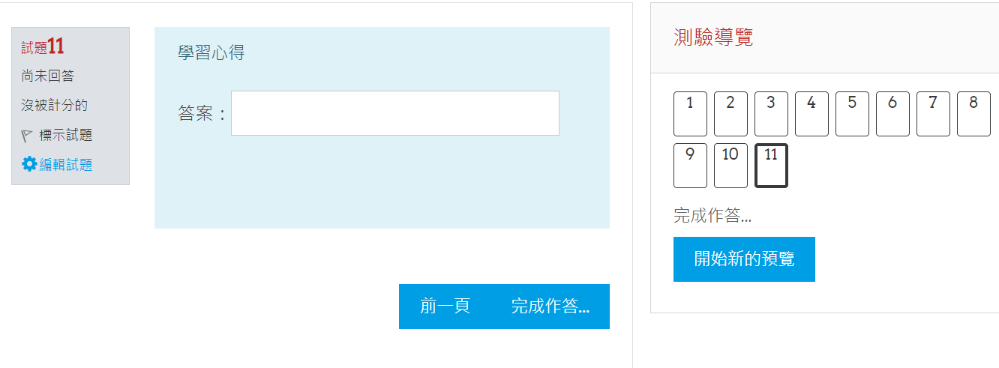 試題11
尚未回答
沒被計分的
標示試題
編輯試題
學習心得
答案：
前一頁
完成作答...
測驗導覽
1 2 3 4 5 6 7 8
9 10 11
完成作答...
開始新的預覽